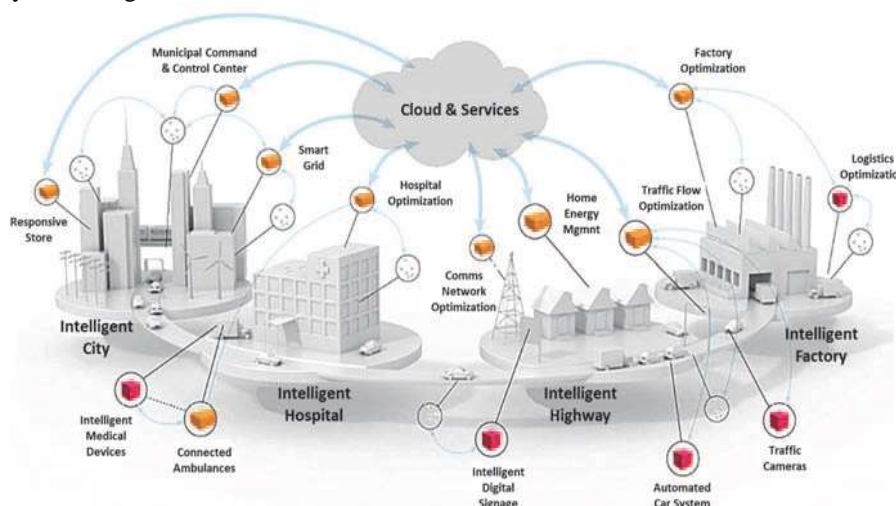 Municipal Command
& Control Center
Cloud & Services
Factory
Optimization
Smart
Grid
Hospital
Optimization
Home
Energy
Mgmnt
Traffic Flow
Optimization
Logistics
Responsive
Store
Comms
Network
Optimization
Intelligent
City
Intelligent
Hospital
Intelligent
Highway
Intelligent
Factory
Intelligent
Medical
Devices
Connected
Ambulances
Intelligent
Digital
Signage
Automated
Car System
Traffic
Cameras